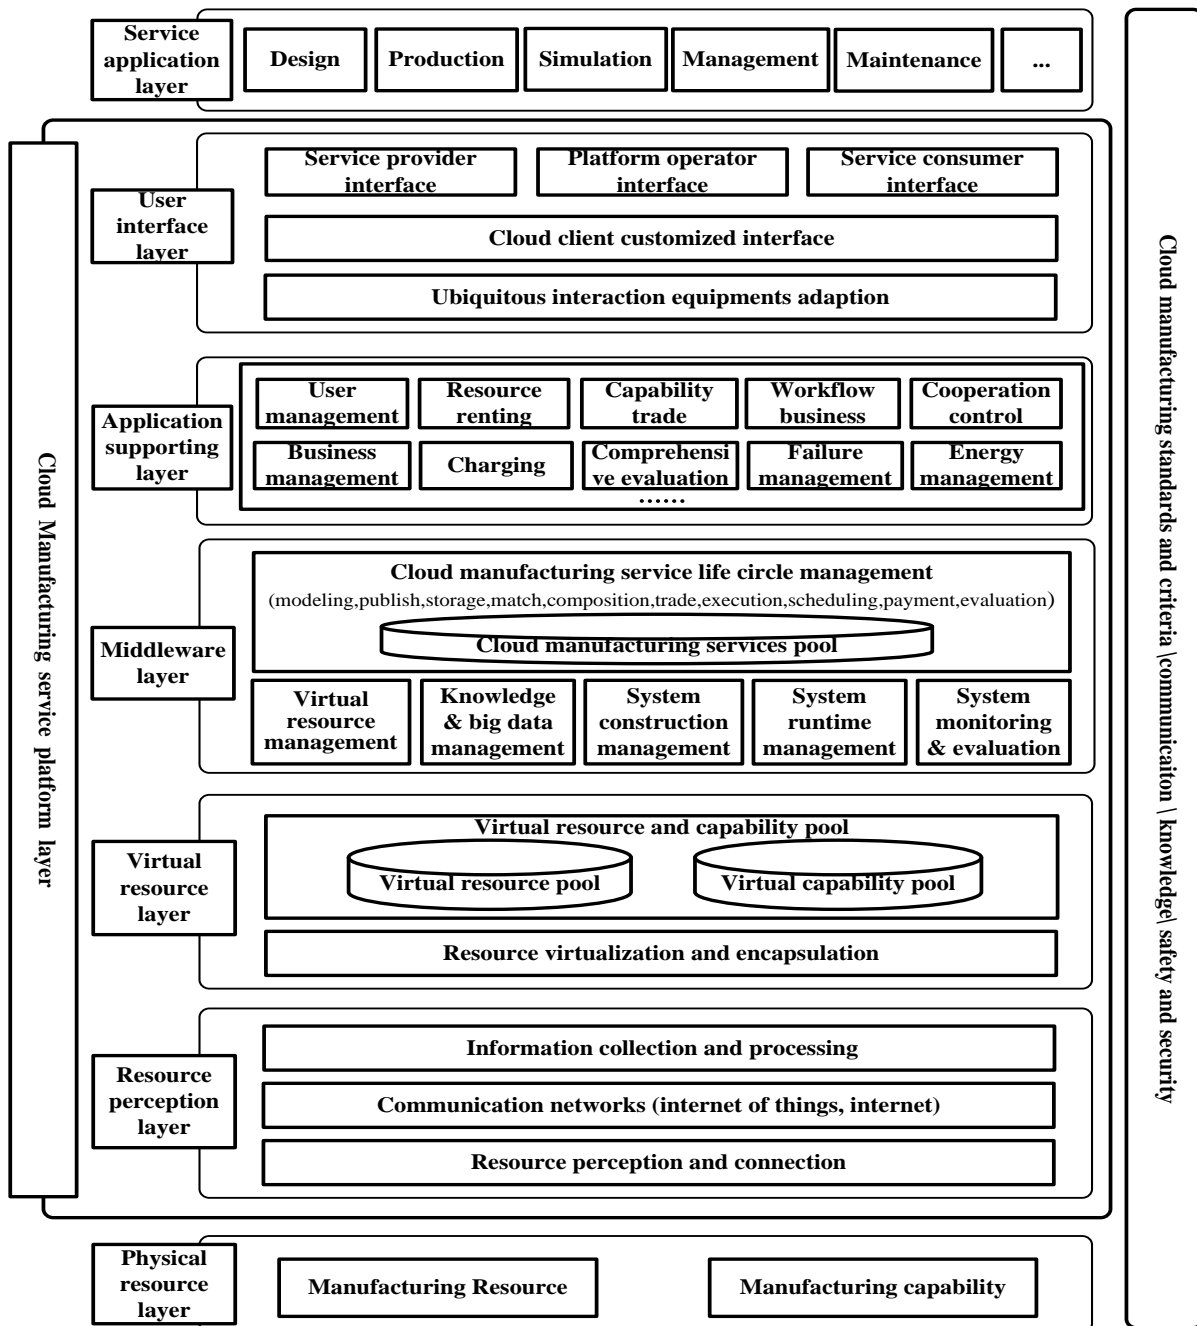 Service
application
layer
Design
Production
Simulation
Management
Maintenance
...
Cloud Manufacturing service platform layer
User
interface
layer
Service provider
interface
Platform operator
interface
Service consumer
interface
Cloud client customized interface
Ubiquitous interaction equipments adaption
Application
supporting
layer
User
management
Resource
renting
Capability
trade
Workflow
business
Cooperation
control
Business
management
Charging
Comprehensi
ve evaluation
Failure
management
Energy
management
......
Middleware
layer
Cloud manufacturing service life circle management
(modeling,publish,storage,match,composition,trade,execution,scheduling,payment,evaluation)
Cloud manufacturing services pool
Virtual
resource
management
Knowledge
& big data
management
System
construction
management
System
runtime
management
System
monitoring
& evaluation
Virtual
resource
layer
Virtual resource and capability pool
Virtual resource pool
Virtual capability pool
Resource virtualization and encapsulation
Resource
perception
layer
Information collection and processing
Communication networks (internet of things, internet)
Resource perception and connection
Physical
resource
layer
Manufacturing Resource
Manufacturing capability
Cloud manufacturing standards and criteria \communicaiton \ knowledge\ safety and security